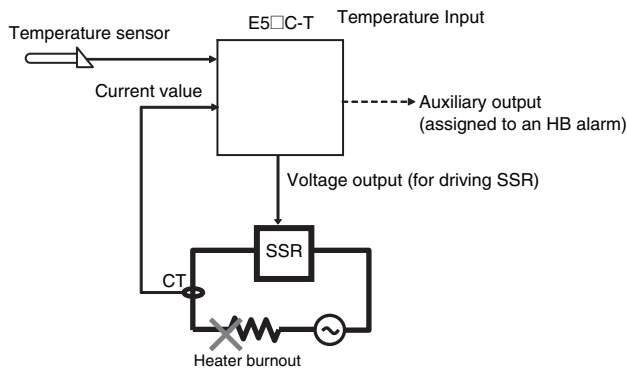 E5□C-T
Temperature Input
Temperature sensor
Current value
Auxiliary output
(assigned to an HB alarm)
Voltage output (for driving SSR)
SSR
CT
Heater burnout